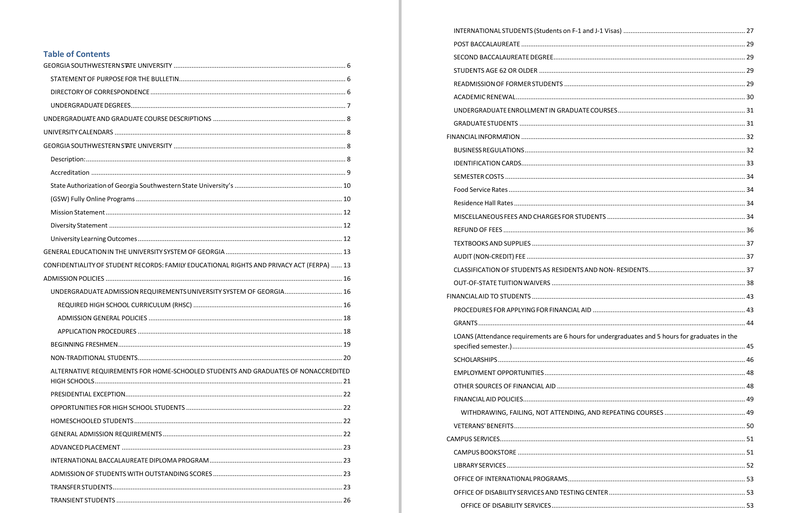 Table of Contents
GEORGIA SOUTHWESTERN STATE UNIVERSITY ........ 6
STATEMENT OF PURPOSE FOR THE BULLETIN ........ 6
DIRECTORY OF CORRESPONDENCE ........ 6
UNDERGRADUATE DEGREES ........ 7
UNDERGRADUATE AND GRADUATE COURSE DESCRIPTIONS ........ 8
UNIVERSITY CALENDARS ........ 8
GEORGIA SOUTHWESTERN STATE UNIVERSITY ........ 8
Description: ........ 8
Accreditation ........ 9
State Authorization of Georgia Southwestern State University's ........ 10
(GSW) Fully Online Programs ........ 10
Mission Statement ........ 12
Diversity Statement ........ 12
University Learning Outcomes ........ 12
GENERAL EDUCATION IN THE UNIVERSITY SYSTEM OF GEORGIA ........ 13
CONFIDENTIALITY OF STUDENT RECORDS: FAMILY EDUCATIONAL RIGHTS AND PRIVACY ACT (FERPA) ...... 13
ADMISSION POLICIES ........ 16
UNDERGRADUATE ADMISSION REQUIREMENTS UNIVERSITY SYSTEM OF GEORGIA ........ 16
REQUIRED HIGH SCHOOL CURRICULUM (RHSC) ........ 16
ADMISSION GENERAL POLICIES ........ 18
APPLICATION PROCEDURES ........ 18
BEGINNING FRESHMEN ........ 19
NON-TRADITIONAL STUDENTS ........ 20
ALTERNATIVE REQUIREMENTS FOR HOME-SCHOOLED STUDENTS AND GRADUATES OF NONACCREDITED
HIGH SCHOOLS ........ 21
PRESIDENTIAL EXCEPTION ........ 22
OPPORTUNITIES FOR HIGH SCHOOL STUDENTS ........ 22
HOMESCHOOLED STUDENTS ........ 22
GENERAL ADMISSION REQUIREMENTS ........ 22
ADVANCED PLACEMENT ........ 23
INTERNATIONAL BACCALAUREATE DIPLOMA PROGRAM ........ 23
ADMISSION OF STUDENTS WITH OUTSTANDING SCORES ........ 23
TRANSFER STUDENTS ........ 23
TRANSIENT STUDENTS ........ 26
INTERNATIONAL STUDENTS (Students on F-1 and J-1 Visas) ........ 27
POST BACCALAUREATE ........ 29
SECOND BACCALAUREATE DEGREE ........ 29
STUDENTS AGE 62 OR OLDER ........ 29
READMISSION OF FORMER STUDENTS ........ 29
ACADEMIC RENEWAL ........ 30
UNDERGRADUATE ENROLLMENT IN GRADUATE COURSES ........ 31
GRADUATE STUDENTS ........ 31
FINANCIAL INFORMATION ........ 32
BUSINESS REGULATIONS ........ 32
IDENTIFICATION CARDS ........ 33
SEMESTER COSTS ........ 34
Food Service Rates ........ 34
Residence Hall Rates ........ 34
MISCELLANEOUS FEES AND CHARGES FOR STUDENTS ........ 34
REFUND OF FEES ........ 36
TEXTBOOKS AND SUPPLIES ........ 37
AUDIT (NON-CREDIT) FEE ........ 37
CLASSIFICATION OF STUDENTS AS RESIDENTS AND NON- RESIDENTS ........ 37
OUT-OF-STATE TUITION WAIVERS ........ 38
FINANCIAL AID TO STUDENTS ........ 43
PROCEDURES FOR APPLYING FOR FINANCIAL AID ........ 43
GRANTS ........ 44
LOANS (Attendance requirements are 6 hours for undergraduates and 5 hours for graduates in the
specified semester.) ........ 45
SCHOLARSHIPS ........ 46
EMPLOYMENT OPPORTUNITIES ........ 48
OTHER SOURCES OF FINANCIAL AID ........ 48
FINANCIAL AID POLICIES ........ 49
WITHDRAWING, FAILING, NOT ATTENDING, AND REPEATING COURSES ........ 49
VETERANS' BENEFITS ........ 50
CAMPUS SERVICES ........ 51
CAMPUS BOOKSTORE ........ 51
LIBRARY SERVICES ........ 52
OFFICE OF INTERNATIONAL PROGRAMS ........ 53
OFFICE OF DISABILITY SERVICES AND TESTING CENTER ........ 53
OFFICE OF DISABILITY SERVICES ........ 53